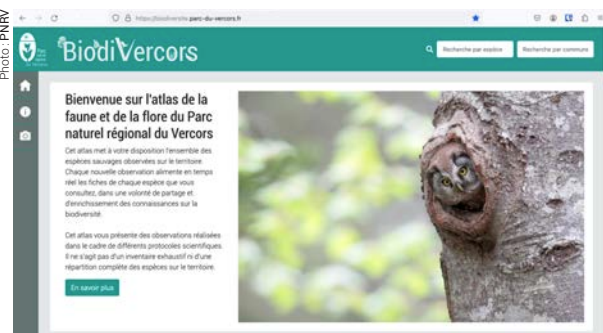 Photo : PNRV
https://biodiversite.parc-du-vercors.fr
BiodiVercors
Recherche par espèce
Recherche par commune
Bienvenue sur l'atlas de la
faune et de la flore du Parc
naturel régional du Vercors
Cet atlas met à votre disposition l'ensemble des
espèces sauvages observées sur le territoire.
Chaque nouvelle observation alimente en temps
réel les fiches de chaque espèce que vous
consultez, dans une volonté de partage et
d'enrichissement des connaissances sur la
biodiversité.
Cet atlas vous présente des observations réalisées
dans le cadre de différents protocoles scientifiques.
Il ne s'agit pas d'un inventaire exhaustif ni d'une
répartition complète des espèces sur le territoire.
En savoir plus